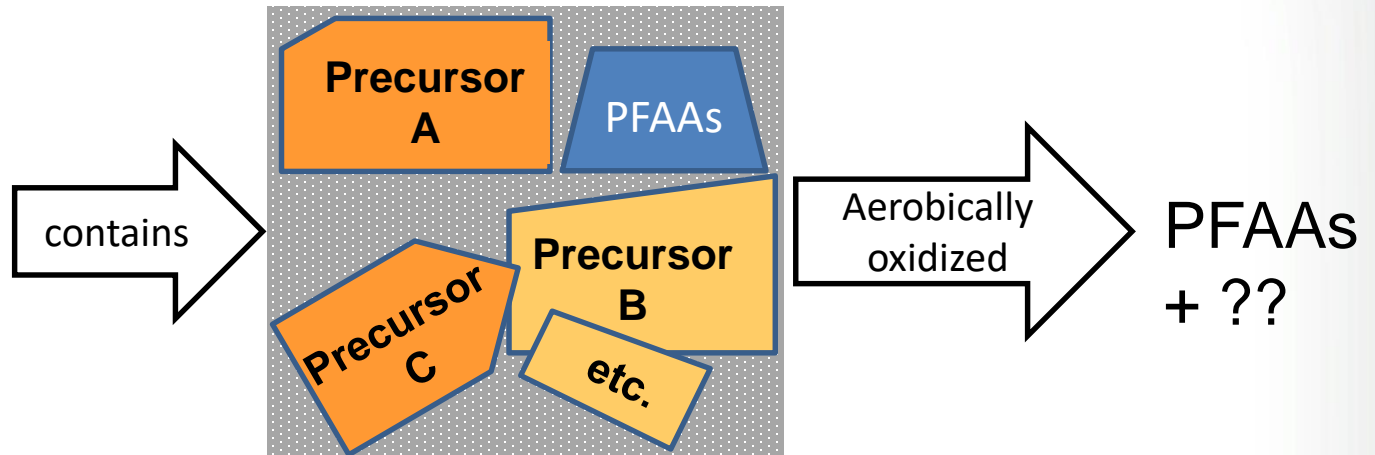 contains
Precursor
A
PFAAs
Precursor
B
Precursor
C
etc.
Aerobically
oxidized
PFAAs
+ ??